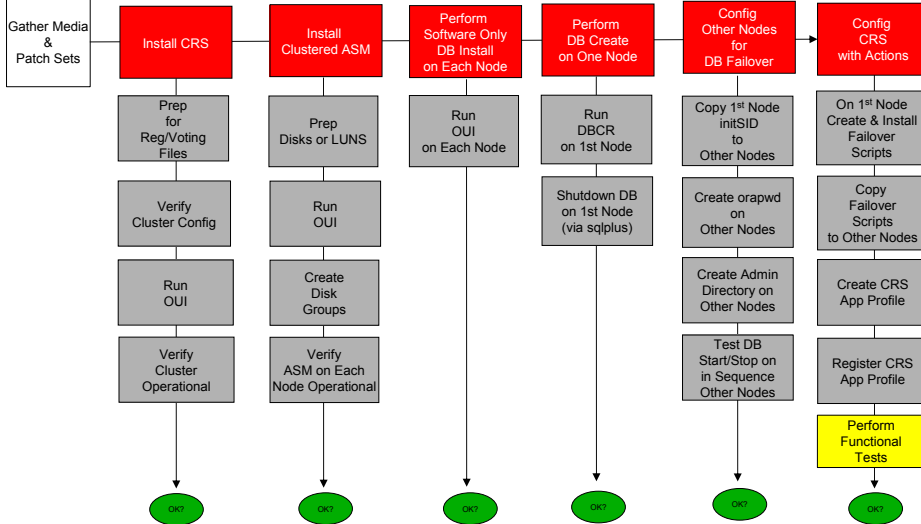 Gather Media
&
Patch Sets
Install CRS
Install
Clustered ASM
Perform
Software Only
DB Install
on Each Node
Perform
DB Create
on One Node
Config
Other Nodes
for
DB Failover
Config
CRS
with Actions
Prep
for
Reg/Voting
Files
Verify
Cluster Config
Run
OUI
Verify
Cluster
Operational
OK?
Prep
Disks or LUNS
Run
OUI
Create
Disk
Groups
Verify
ASM on Each
Node Operational
OK?
Run
OUI
on Each Node
OK?
Run
DBCR
on 1st Node
Shutdown DB
on 1st Node
(via sqlplus)
OK?
Copy 1st Node
initSID
to
Other Nodes
Create orapwd
on
Other Nodes
Create Admin
Directory on
Other Nodes
Test DB
Start/Stop on
in Sequence
Other Nodes
OK?
On 1st Node
Create & Install
Failover
Scripts
Copy
Failover
Scripts
to Other Nodes
Create CRS
App Profile
Register CRS
App Profile
Perform
Functional
Tests
OK?